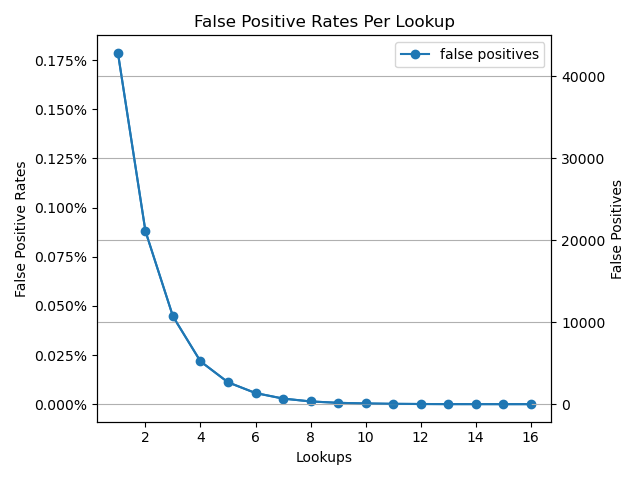 False Positive Rates Per Lookup
false positives
0.175%
0.150%
0.125%
0.100%
0.075%
0.050%
0.025%
0.000%
False Positive Rates
40000
30000
20000
10000
0
False Positives
2 4 6 8 10 12 14 16
Lookups